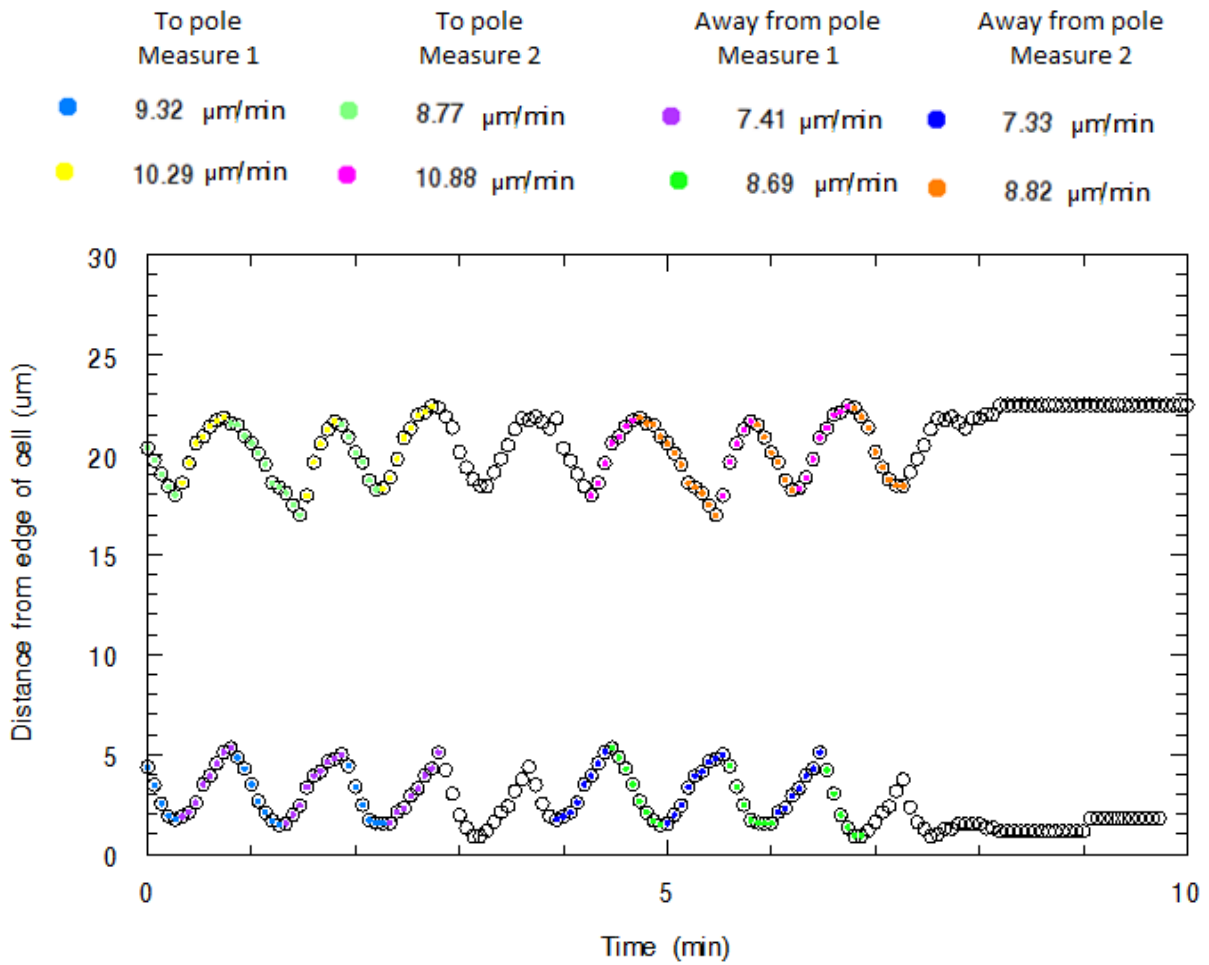 To pole To pole Away from pole Away from pole
Measure 1 Measure 2 Measure 1 Measure 2
9.32 µm/min 8.77 µm/min 7.41 µm/min 7.33 µm/min
10.29 µm/min 10.88 µm/min 8.69 µm/min 8.82 µm/min
30
25
20
15
10
5
0
Distance from edge of cell (um)
0 5 10
Time (min)